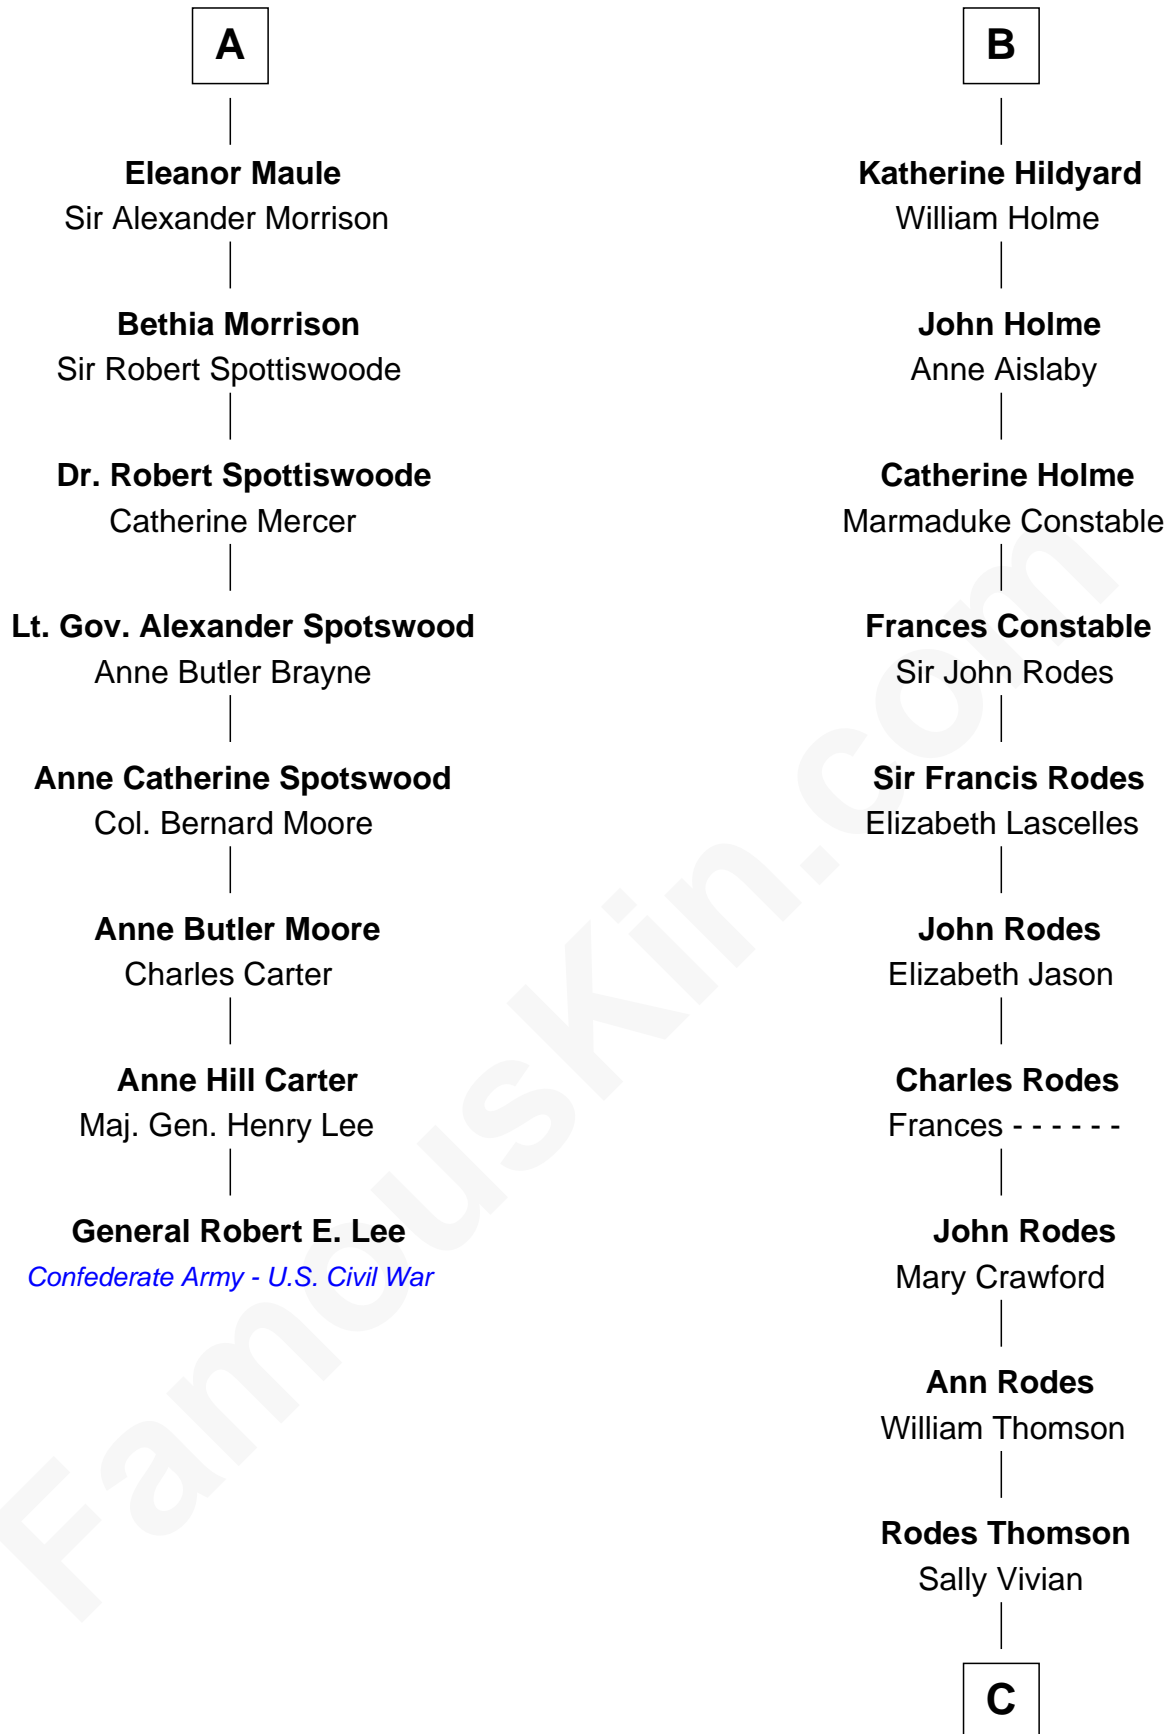 A
Eleanor Maule
Sir Alexander Morrison
Bethia Morrison
Sir Robert Spottiswoode
Dr. Robert Spottiswoode
Catherine Mercer
Lt. Gov. Alexander Spotswood
Anne Butler Brayne
Anne Catherine Spotswood
Col. Bernard Moore
Anne Butler Moore
Charles Carter
Anne Hill Carter
Maj. Gen. Henry Lee
General Robert E. Lee
Confederate Army - U.S. Civil War
B
Katherine Hildyard
William Holme
John Holme
Anne Aislaby
Catherine Holme
Marmaduke Constable
Frances Constable
Sir John Rodes
Sir Francis Rodes
Elizabeth Lascelles
John Rodes
Elizabeth Jason
Charles Rodes
Frances - - - - - -
John Rodes
Mary Crawford
Ann Rodes
William Thomson
Rodes Thomson
Sally Vivian
C
FamousKin.com